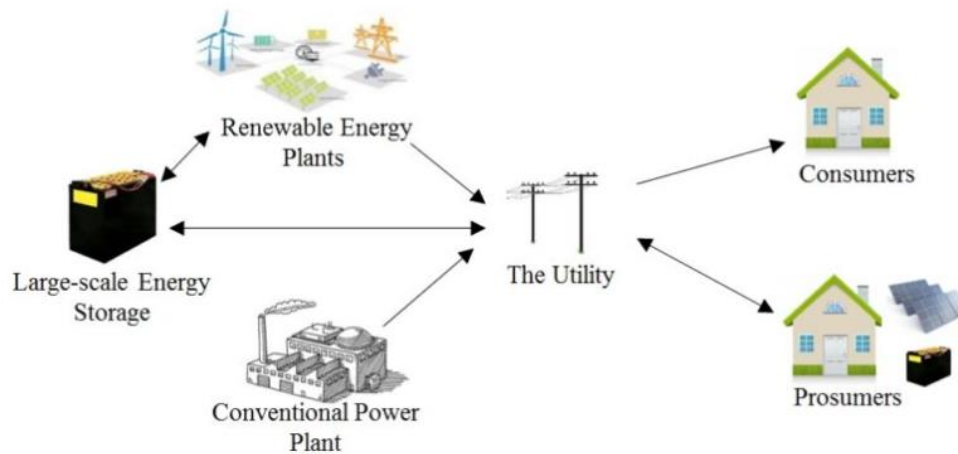 Renewable Energy
Plants
Consumers
Large-scale Energy
Storage
The Utility
Conventional Power
Plant
Prosumers